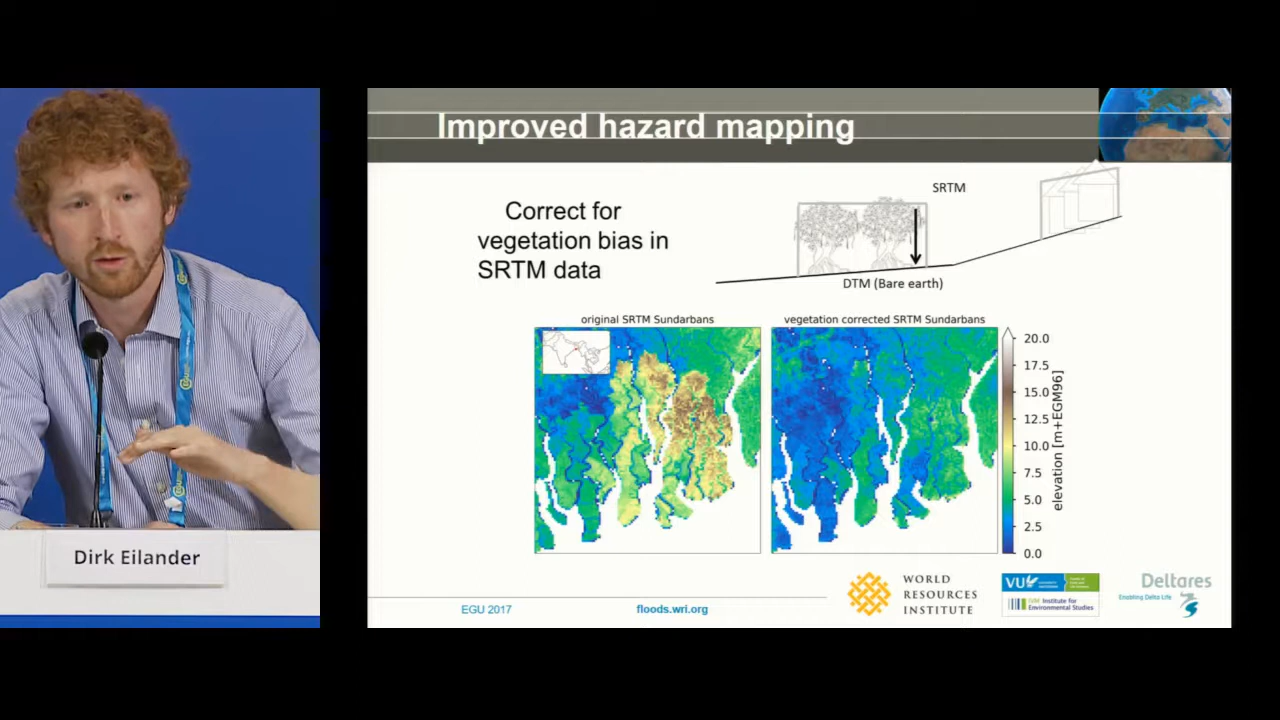 Improved hazard mapping
Correct for
vegetation bias in
SRTM data
SRTM
DTM (Bare earth)
original SRTM Sundarbans
vegetation corrected SRTM Sundarbans
20.0
17.5
15.0
12.5
10.0
7.5
5.0
2.5
0.0
elevation [m+EGM96]
Dirk Eilander
EGU 2017
floods.wri.org
WORLD
RESOURCES
INSTITUTE
VU
Institute for
Environmental Studies
Deltares
Enabling Delta Life